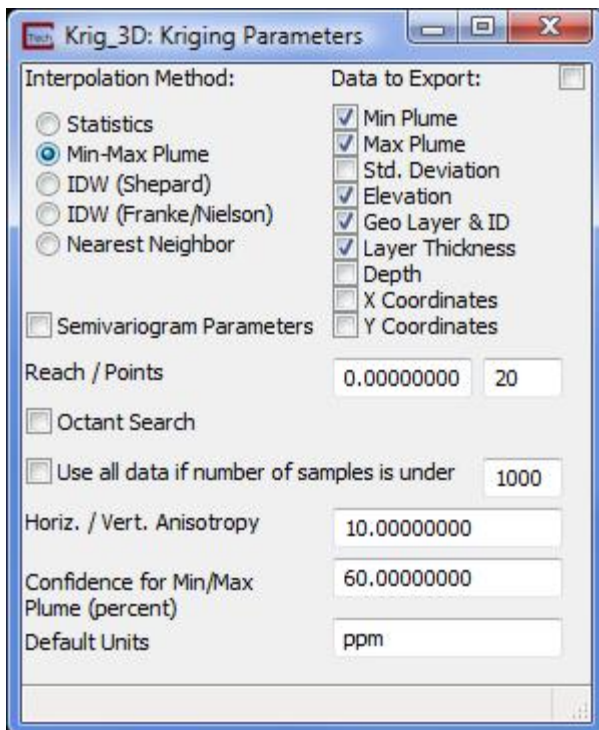 Tech Krig_3D: Kriging Parameters
Interpolation Method:
Statistics
Min-Max Plume
IDW (Shepard)
IDW (Franke/Nielson)
Nearest Neighbor
Data to Export:
Min Plume
Max Plume
Std. Deviation
Elevation
Geo Layer & ID
Layer Thickness
Depth
X Coordinates
Y Coordinates
Semivariogram Parameters
Reach / Points 0.00000000 20
Octant Search
Use all data if number of samples is under 1000
Horiz. / Vert. Anisotropy 10.00000000
Confidence for Min/Max
Plume (percent) 60.00000000
Default Units ppm